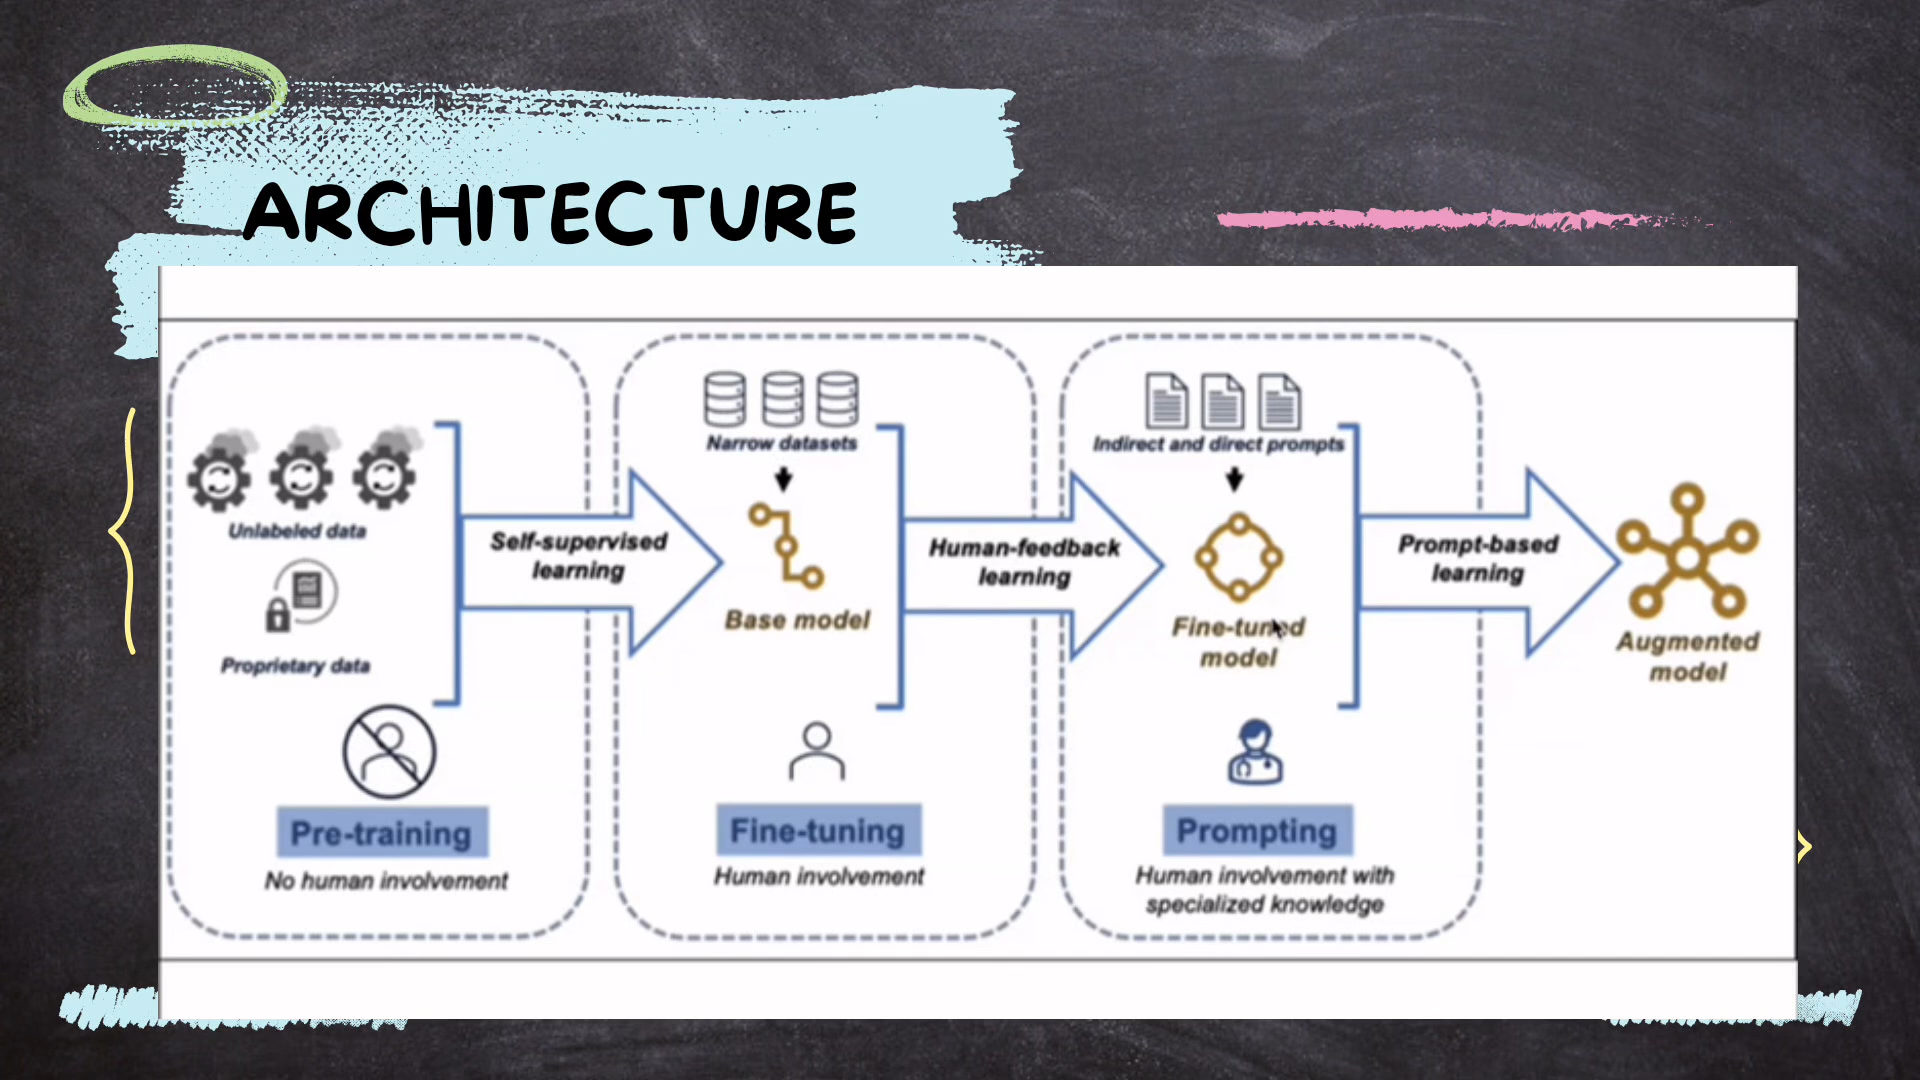 ARCHITECTURE
Unlabeled data
Proprietary data
Self-supervised
learning
Pre-training
No human involvement
Narrow datasets
Base model
Human-feedback
learning
Fine-tuning
Human involvement
Indirect and direct prompts
Fine-tuned
model
Prompt-based
learning
Prompting
Human involvement with
specialized knowledge
Augmented
model